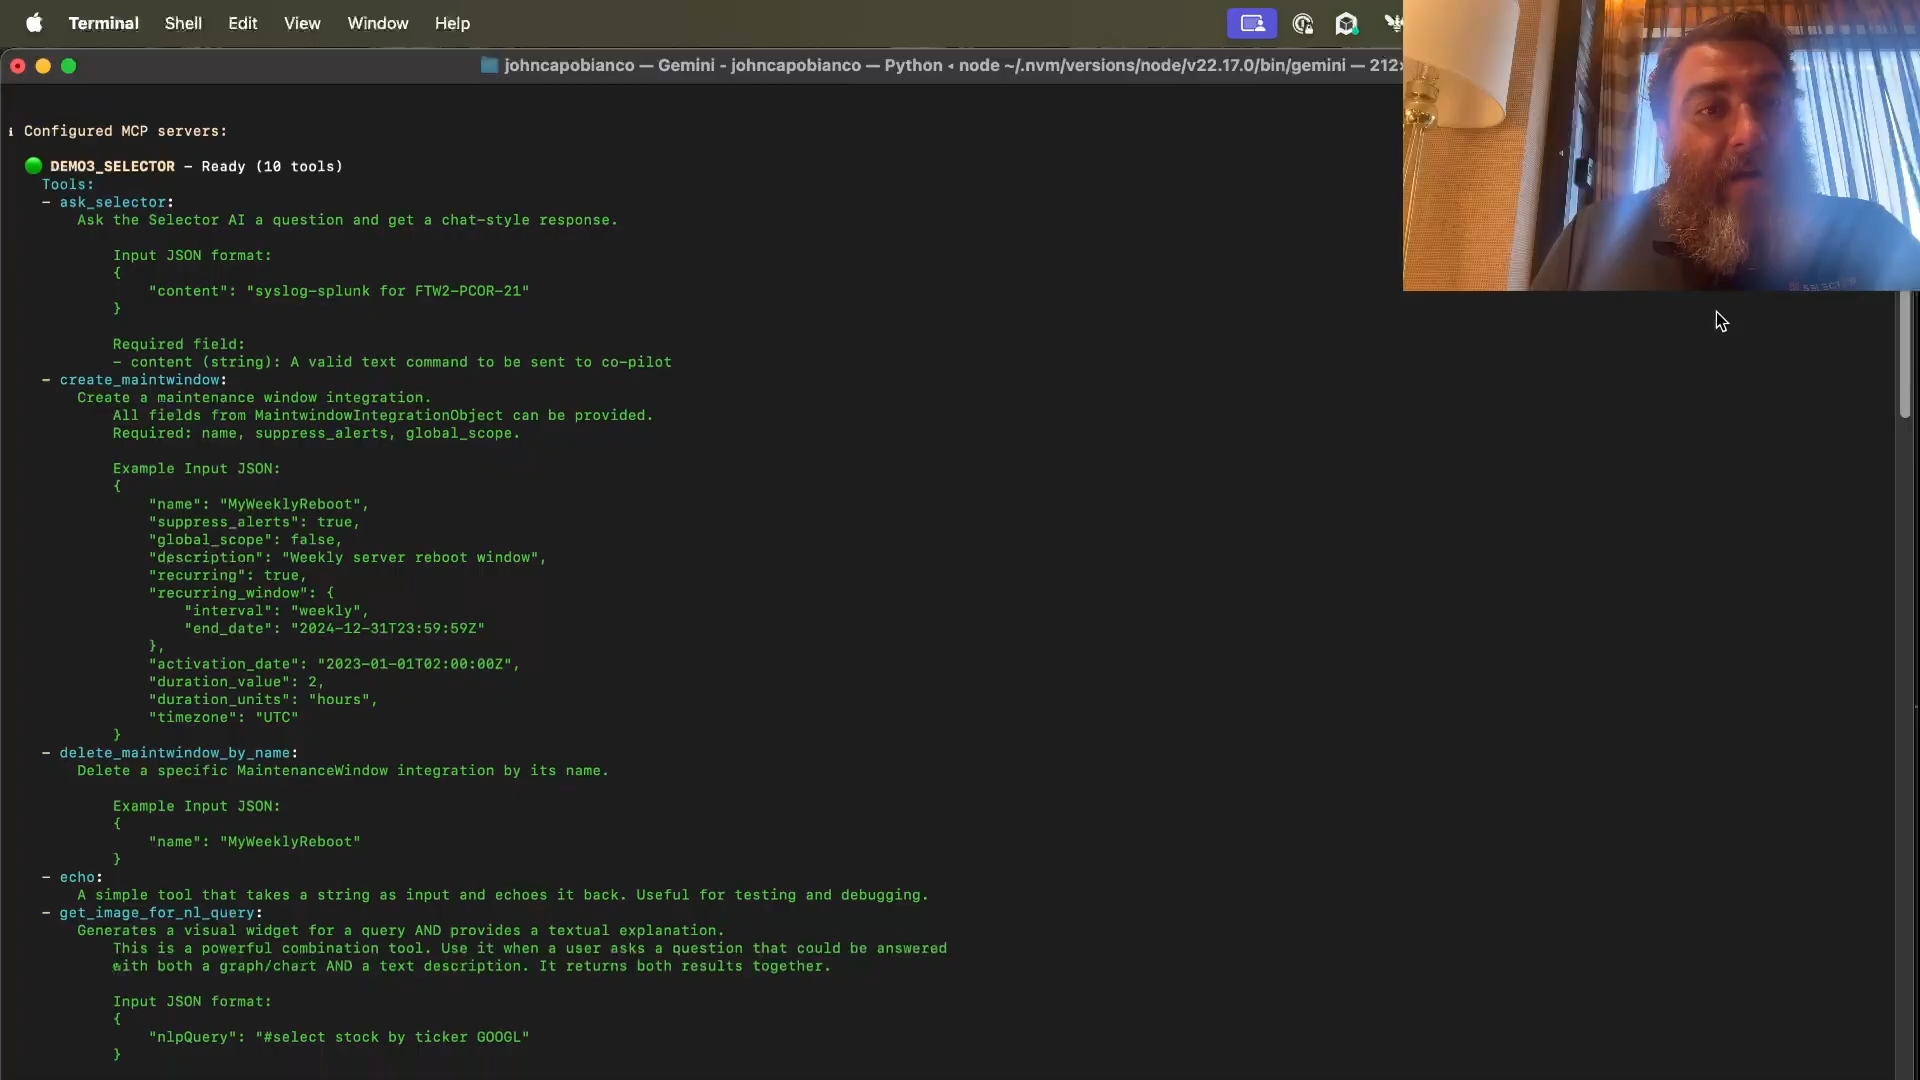 Terminal Shell Edit View Window Help
johncapobianco — Gemini - johncapobianco — Python ◂ node ~/.nvm/versions/node/v22.17.0/bin/gemini — 212
ℹ Configured MCP servers:
DEMO3_SELECTOR – Ready (10 tools)
Tools:
- ask_selector:
Ask the Selector AI a question and get a chat-style response.
Input JSON format:
{
"content": "syslog-splunk for FTW2-PCOR-21"
}
Required field:
- content (string): A valid text command to be sent to co-pilot
- create_maintwindow:
Create a maintenance window integration.
All fields from MaintwindowIntegrationObject can be provided.
Required: name, suppress_alerts, global_scope.
Example Input JSON:
{
"name": "MyWeeklyReboot",
"suppress_alerts": true,
"global_scope": false,
"description": "Weekly server reboot window",
"recurring": true,
"recurring_window": {
"interval": "weekly",
"end_date": "2024-12-31T23:59:59Z"
},
"activation_date": "2023-01-01T02:00:00Z",
"duration_value": 2,
"duration_units": "hours",
"timezone": "UTC"
}
- delete_maintwindow_by_name:
Delete a specific MaintenanceWindow integration by its name.
Example Input JSON:
{
"name": "MyWeeklyReboot"
}
- echo:
A simple tool that takes a string as input and echoes it back. Useful for testing and debugging.
- get_image_for_nl_query:
Generates a visual widget for a query AND provides a textual explanation.
This is a powerful combination tool. Use it when a user asks a question that could be answered
with both a graph/chart AND a text description. It returns both results together.
Input JSON format:
{
"nlpQuery": "#select stock by ticker GOOGL"
}